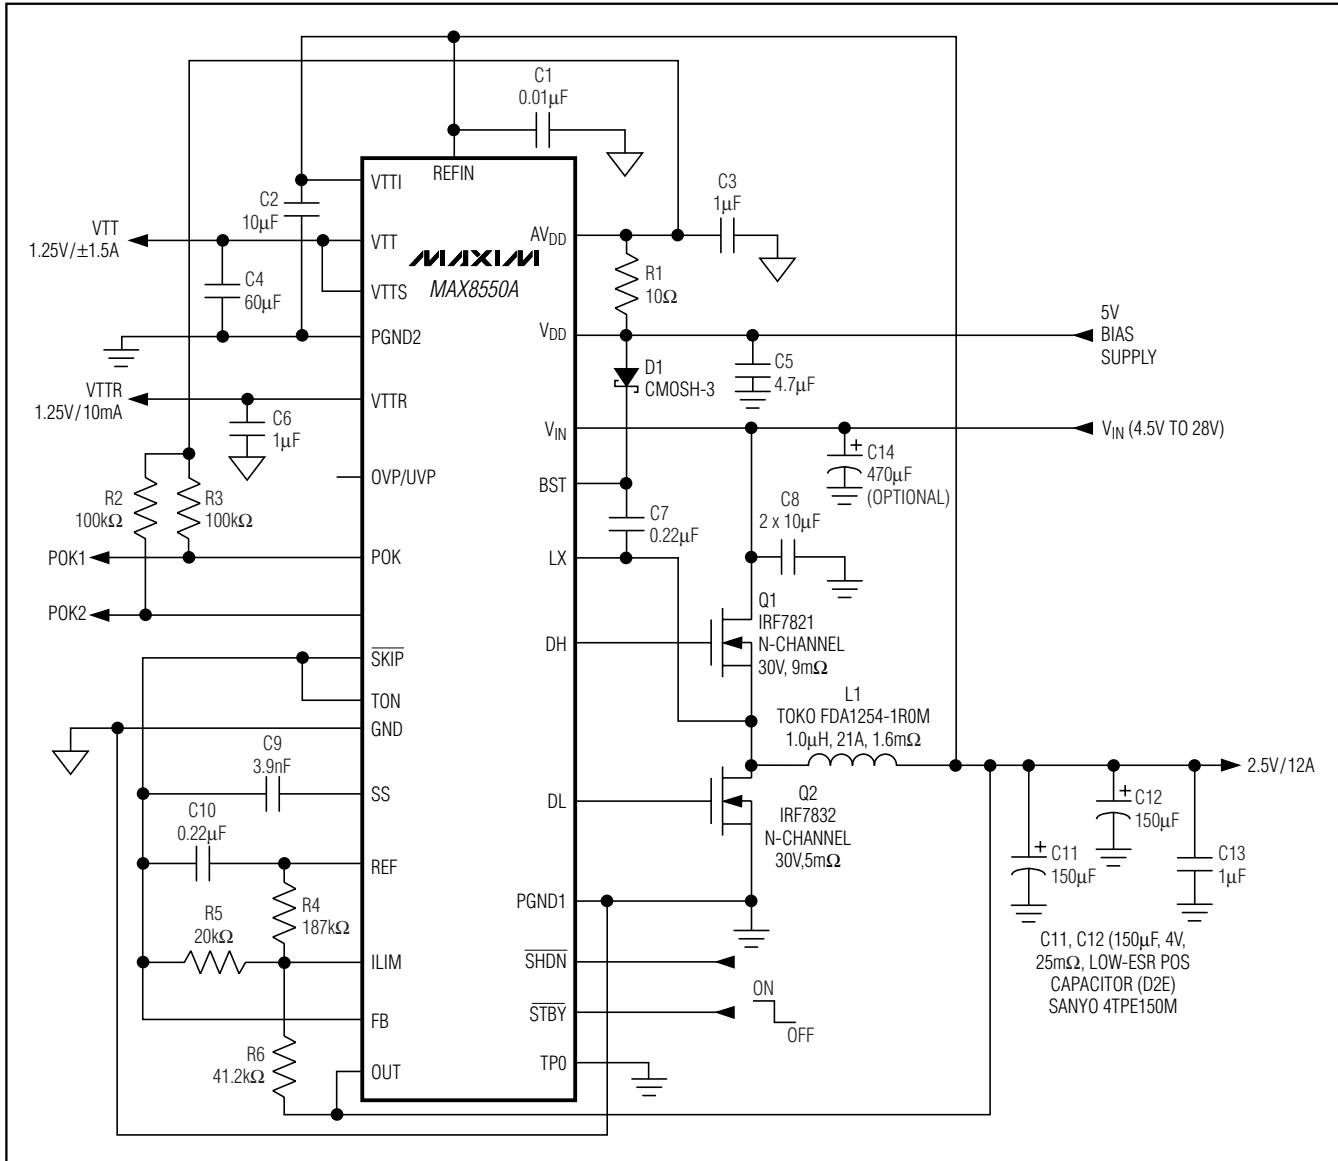 C1
0.01µF
REFIN
VTTI
C2
10µF
C3
1µF
VTT
1.25V/±1.5A
VTT
AVDD
MAXIM
MAX8550A
R1
10Ω
C4
60µF
VTTS
PGND2
VDD
5V
BIAS
SUPPLY
D1
CMOSH-3
C5
4.7µF
VTTR
1.25V/10mA
VTTR
C6
1µF
VIN
VIN (4.5V TO 28V)
+
C14
470µF
(OPTIONAL)
OVP/UVP
BST
R2
100kΩ
R3
100kΩ
C7
0.22µF
C8
2 x 10µF
POK1
POK
LX
POK2
Q1
IRF7821
N-CHANNEL
30V, 9mΩ
DH
SKIP
TON
GND
L1
TOKO FDA1254-1R0M
1.0µH, 21A, 1.6mΩ
2.5V/12A
C9
3.9nF
SS
DL
Q2
IRF7832
N-CHANNEL
30V,5mΩ
+
C12
150µF
C10
0.22µF
REF
+
C11
150µF
C13
1µF
R4
187kΩ
PGND1
R5
20kΩ
ILIM
SHDN
C11, C12 (150µF, 4V,
25mΩ, LOW-ESR POS
CAPACITOR (D2E)
SANYO 4TPE150M
ON
OFF
FB
STBY
R6
41.2kΩ
OUT
TP0